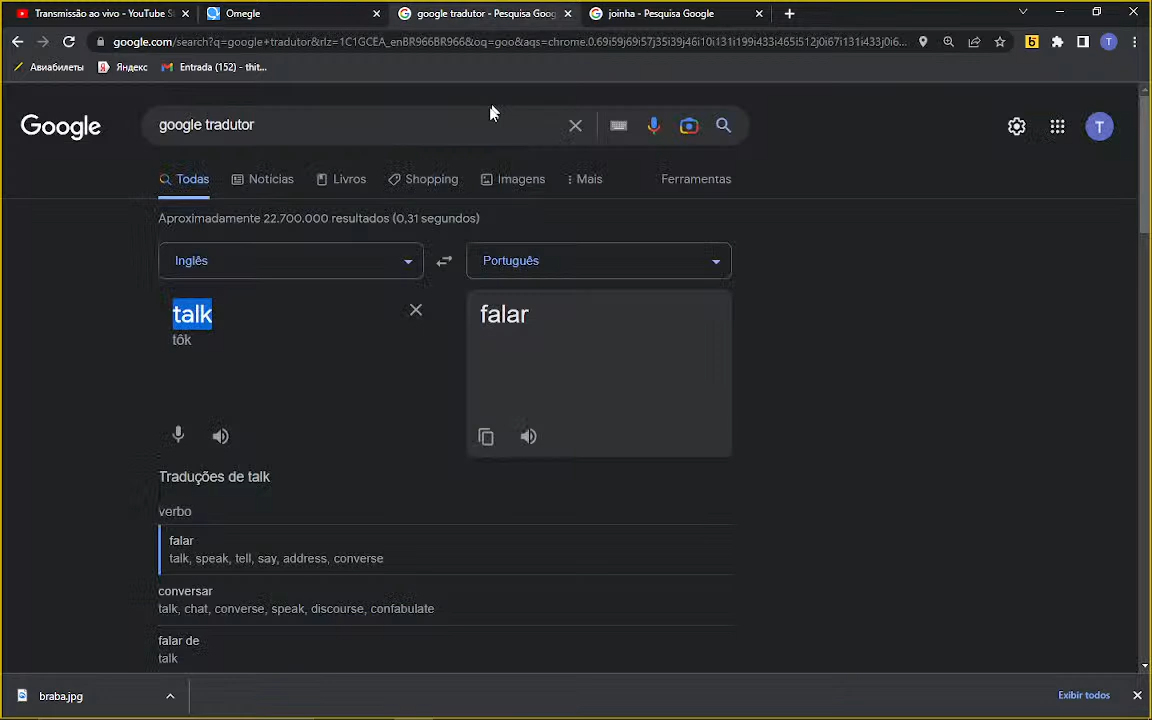 Transmissão ao vivo - YouTube S
Omegle
google tradutor - Pesquisa Goog
joinha - Pesquisa Google
google.com/search?q=google+tradutor&rlz=1C1GCEA_enBR966BR966&oq=goo&aqs=chrome.0.69i59j69i57j35i39j46i10i131i199i433i465i512j0i67i131i433j0i6...
T
Авиабилеты
Яндекс
Entrada (152) - thit...
Google
google tradutor
T
Todas
Notícias
Livros
Shopping
Imagens
Mais
Ferramentas
Aproximadamente 22.700.000 resultados (0,31 segundos)
Inglês
Português
talk
falar
tôk
Traduções de talk
verbo
falar
talk, speak, tell, say, address, converse
conversar
talk, chat, converse, speak, discourse, confabulate
falar de
talk
braba.jpg
Exibir todos